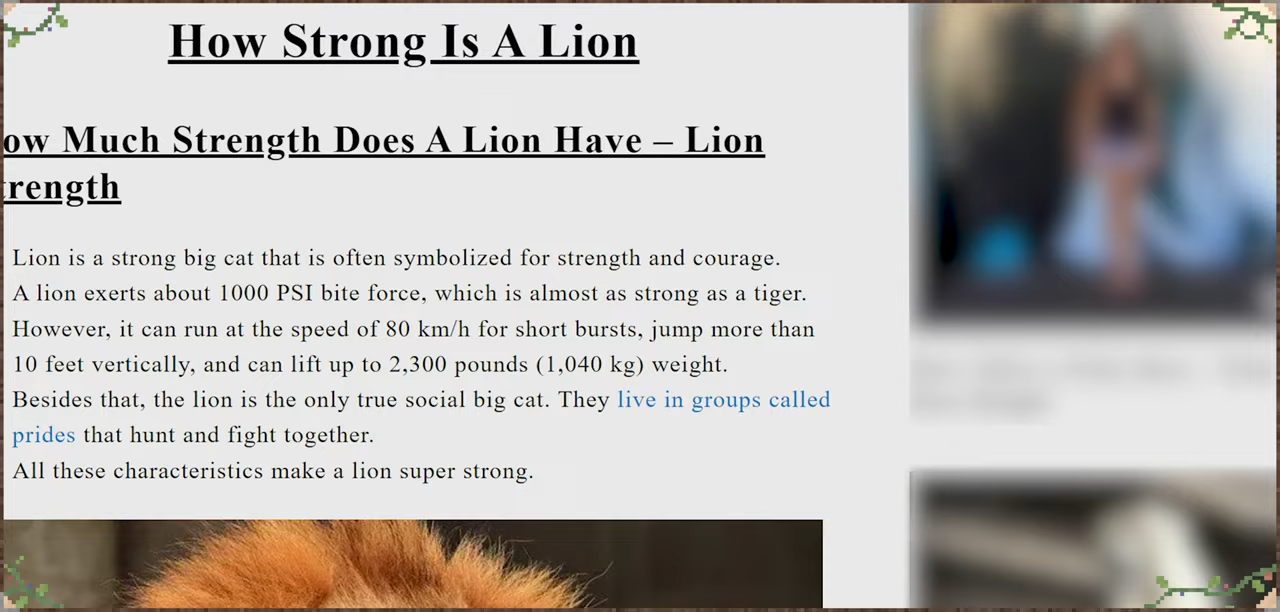 How Strong Is A Lion
ow Much Strength Does A Lion Have – Lion
trength
Lion is a strong big cat that is often symbolized for strength and courage.
A lion exerts about 1000 PSI bite force, which is almost as strong as a tiger.
However, it can run at the speed of 80 km/h for short bursts, jump more than
10 feet vertically, and can lift up to 2,300 pounds (1,040 kg) weight.
Besides that, the lion is the only true social big cat. They live in groups called
prides that hunt and fight together.
All these characteristics make a lion super strong.